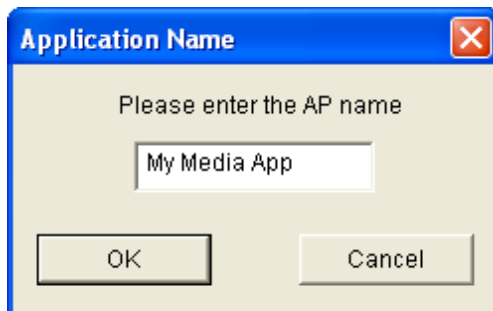 Application Name
Please enter the AP name
My Media App
OK
Cancel